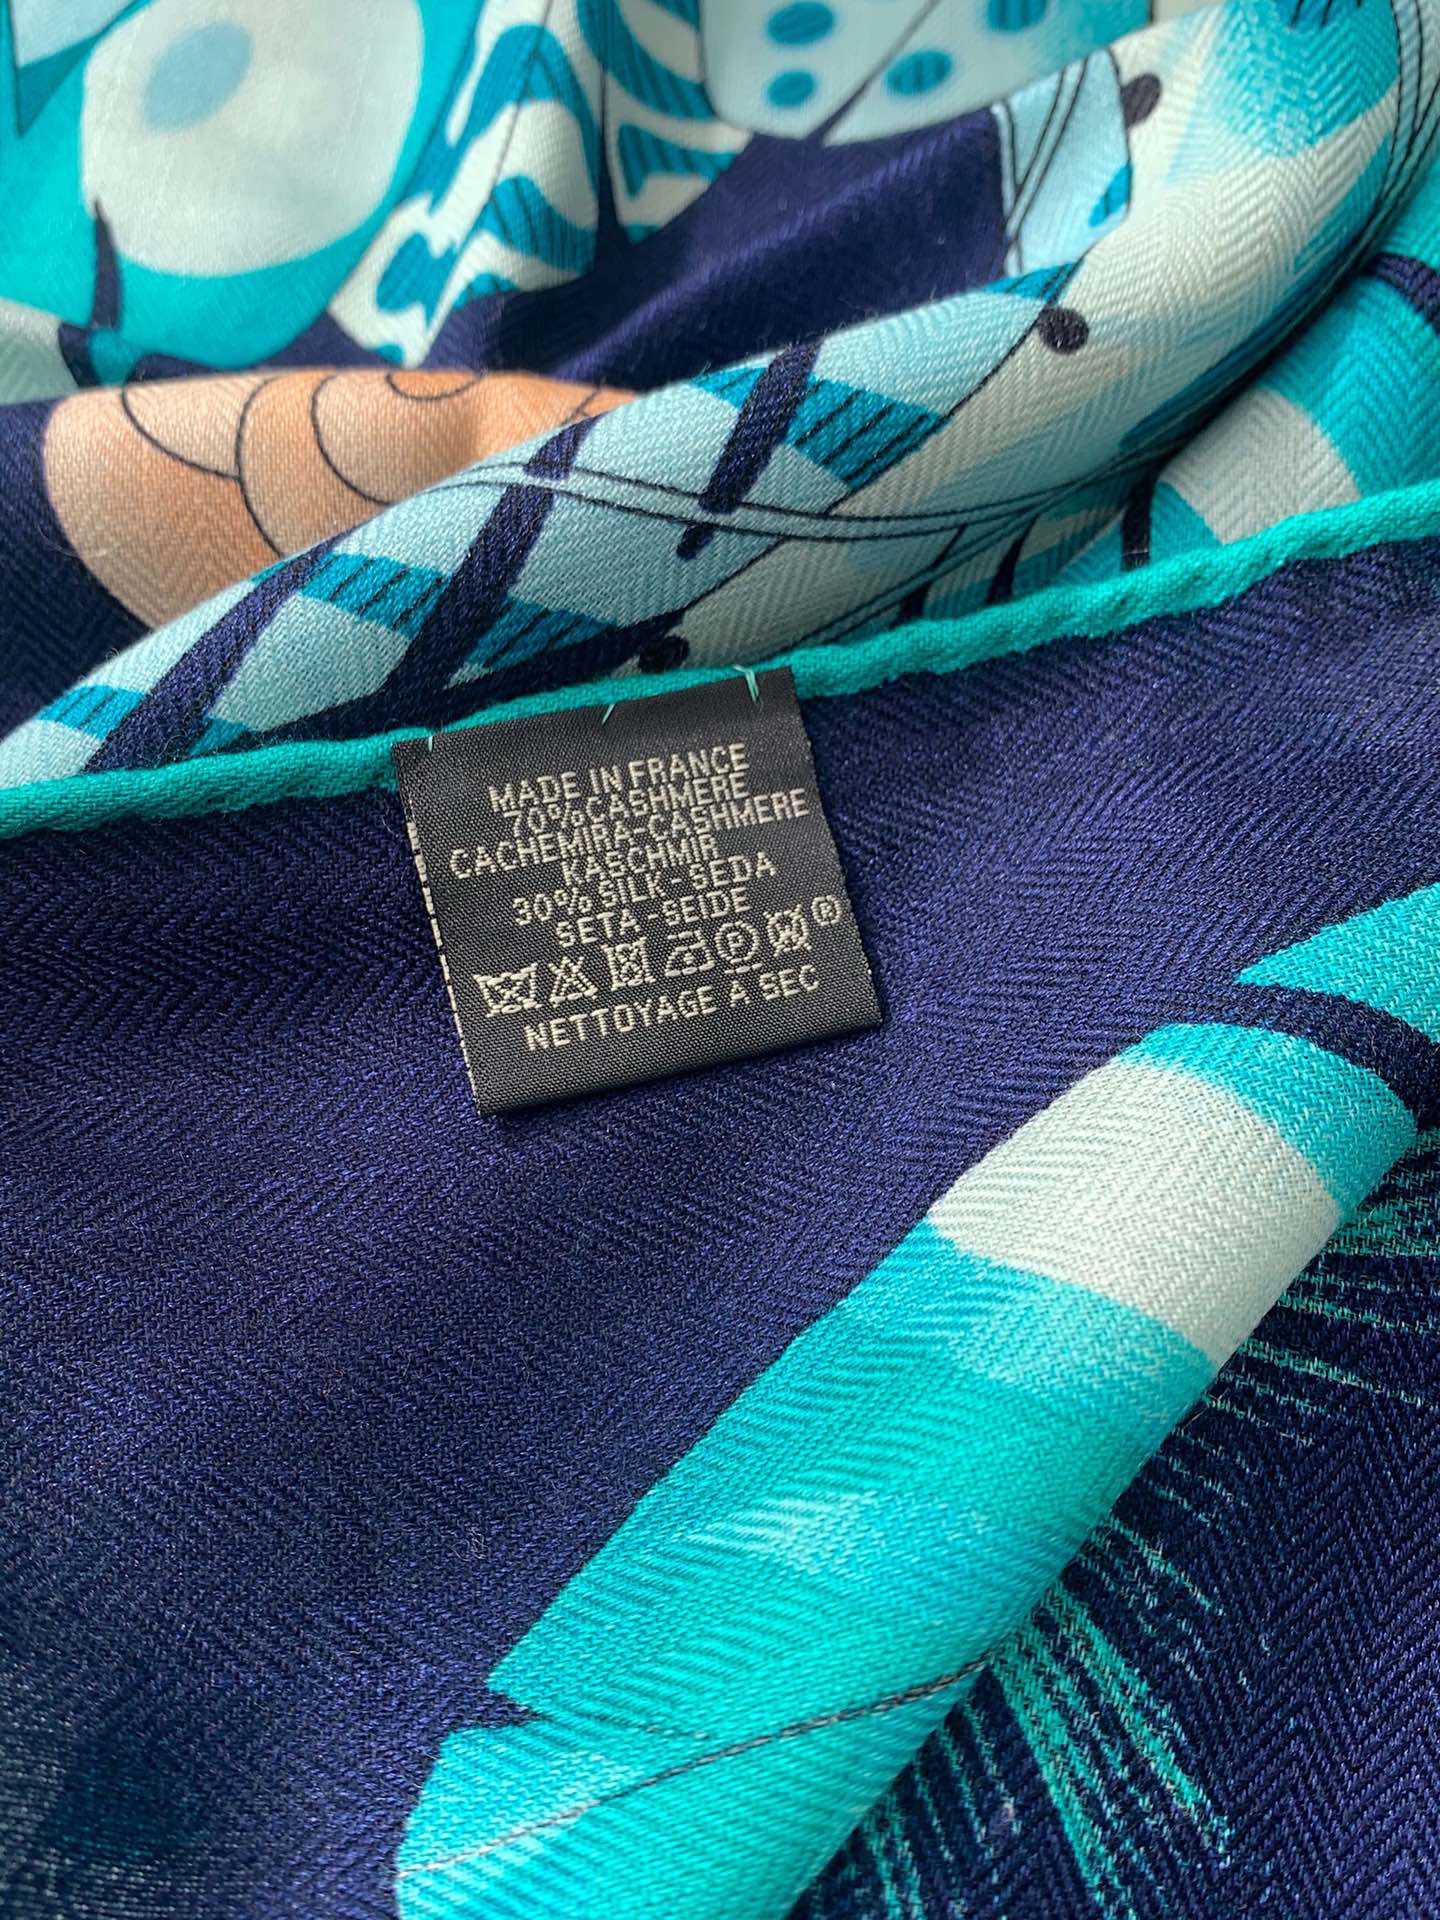 MADE IN FRANCE
70%CASHMERE
CACHEMIRA-CASHMERE
KASCHMIR
30% SILK-SEDA
SETA-SEIDE
P W ®
NETTOYAGE A SEC